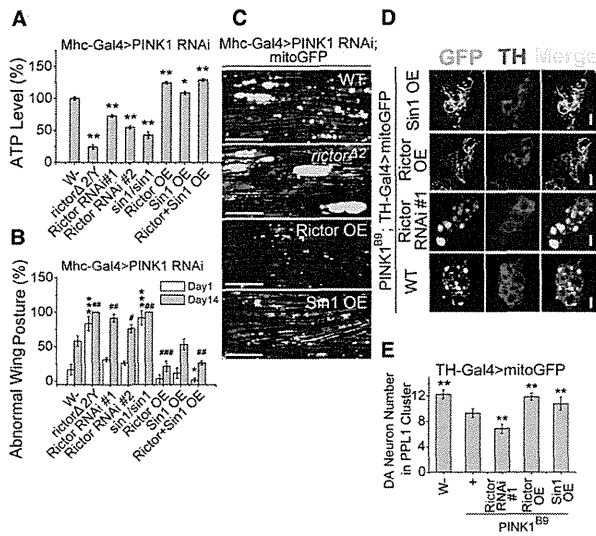 A
Mhc-Gal4>PINK1 RNAi
ATP Level (%)
150
100
50
0
**
**
**
**
**
*
**
W-
rictorΔ2/Y
Rictor RNAi#1
Rictor RNAi #2
sin1/sin1
Rictor OE
Sin1 OE
Rictor+Sin1 OE
B
Mhc-Gal4>PINK1 RNAi
Abnormal Wing Posture (%)
100
50
0
Day1
Day14
***
##
##
#
***
##
###
*
##
W-
rictorΔ2/Y
Rictor RNAi #1
Rictor RNAi #2
sin1/sin1
Rictor OE
Sin1 OE
Rictor+Sin1 OE
C
Mhc-Gal4>PINK1 RNAi;
mitoGFP
WT
rictorΔ2
Rictor OE
Sin1 OE
D
GFP TH Merge
PINK1B9; TH-Gal4>mitoGFP
Sin1 OE
Rictor OE
Rictor RNAi #1
WT
E
TH-Gal4>mitoGFP
DA Neuron Number
in PPL1 Cluster
12
8
4
0
**
**
**
**
W-
+
Rictor RNAi #1
Rictor OE
Sin1 OE
PINK1B9